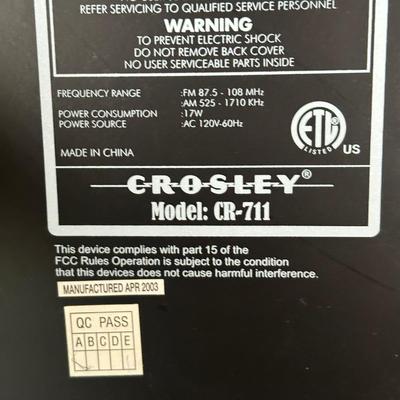 REFER SERVICING TO QUALIFIED SERVICE PERSONNEL
WARNING
TO PREVENT ELECTRIC SHOCK
DO NOT REMOVE BACK COVER
NO USER SERVICEABLE PARTS INSIDE
FREQUENCY RANGE :FM 87.5 - 108 MHz
:AM 525 - 1710 KHz
POWER CONSUMPTION :17W
POWER SOURCE :AC 120V-60Hz
ETL
LISTED
US
MADE IN CHINA
CROSLEY®
Model: CR-711
This device complies with part 15 of the
FCC Rules Operation is subject to the condition
that this devices does not cause harmful interference.
MANUFACTURED APR 2003
QC PASS
A B C D E